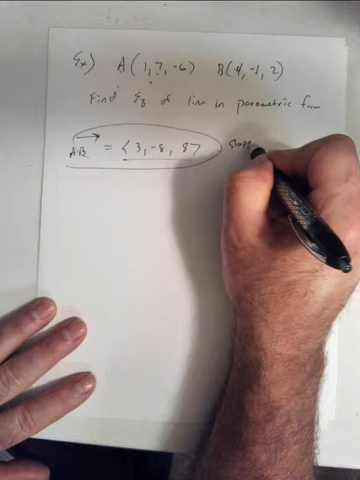 Ex) A(1, 7, -6) B(4, -1, 2)
Find Eq of line in parametric form
AB = < 3, -8, 8 > slope